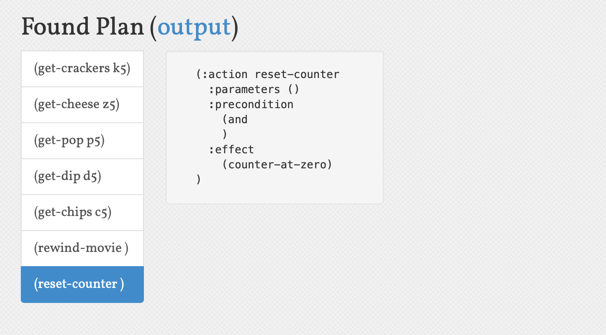 Found Plan (output)
(get-crackers k5)
(get-cheese z5)
(get-pop p5)
(get-dip d5)
(get-chips c5)
(rewind-movie )
(reset-counter )
(:action reset-counter
  :parameters ()
  :precondition
    (and
    )
  :effect
    (counter-at-zero)
)